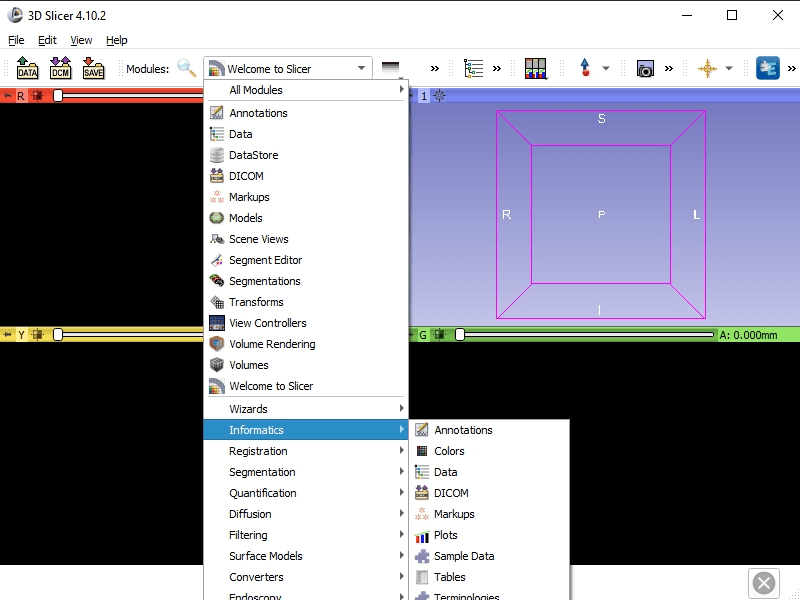 3D Slicer 4.10.2
File Edit View Help
DATA DCM SAVE Modules: Welcome to Slicer
R
1
All Modules
Annotations
Data
DataStore
DICOM
Markups
Models
Scene Views
Segment Editor
Segmentations
Transforms
View Controllers
Volume Rendering
Volumes
Welcome to Slicer
Wizards
Informatics
Registration
Segmentation
Quantification
Diffusion
Filtering
Surface Models
Converters
Endoscopy
S
R
P
L
I
Y
G
A: 0.000mm
Annotations
Colors
Data
DICOM
Markups
Plots
Sample Data
Tables
Terminologies